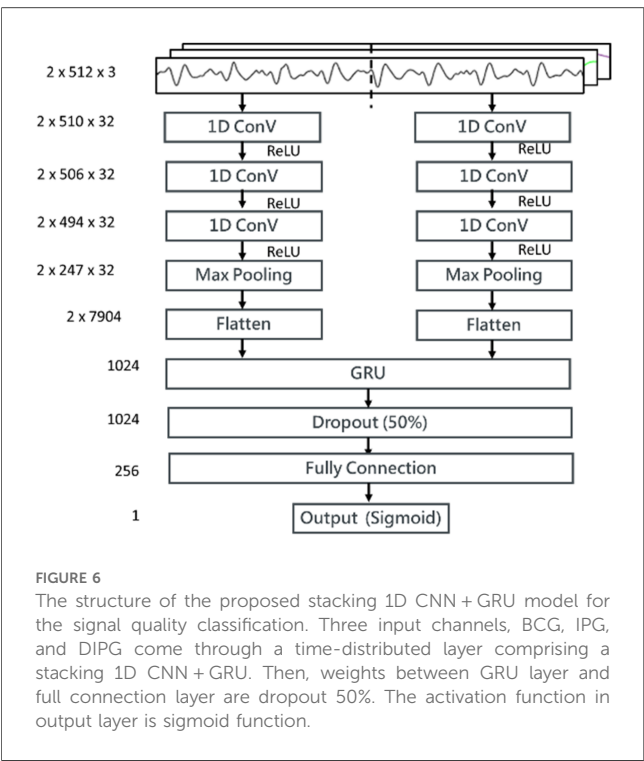 2 x 512 x 3
2 x 510 x 32
1D ConV
1D ConV
ReLU
ReLU
2 x 506 x 32
1D ConV
1D ConV
ReLU
ReLU
2 x 494 x 32
1D ConV
1D ConV
ReLU
ReLU
2 x 247 x 32
Max Pooling
Max Pooling
2 x 7904
Flatten
Flatten
1024
GRU
1024
Dropout (50%)
256
Fully Connection
1
Output (Sigmoid)
FIGURE 6
The structure of the proposed stacking 1D CNN + GRU model for
the signal quality classification. Three input channels, BCG, IPG,
and DIPG come through a time-distributed layer comprising a
stacking 1D CNN + GRU. Then, weights between GRU layer and
full connection layer are dropout 50%. The activation function in
output layer is sigmoid function.